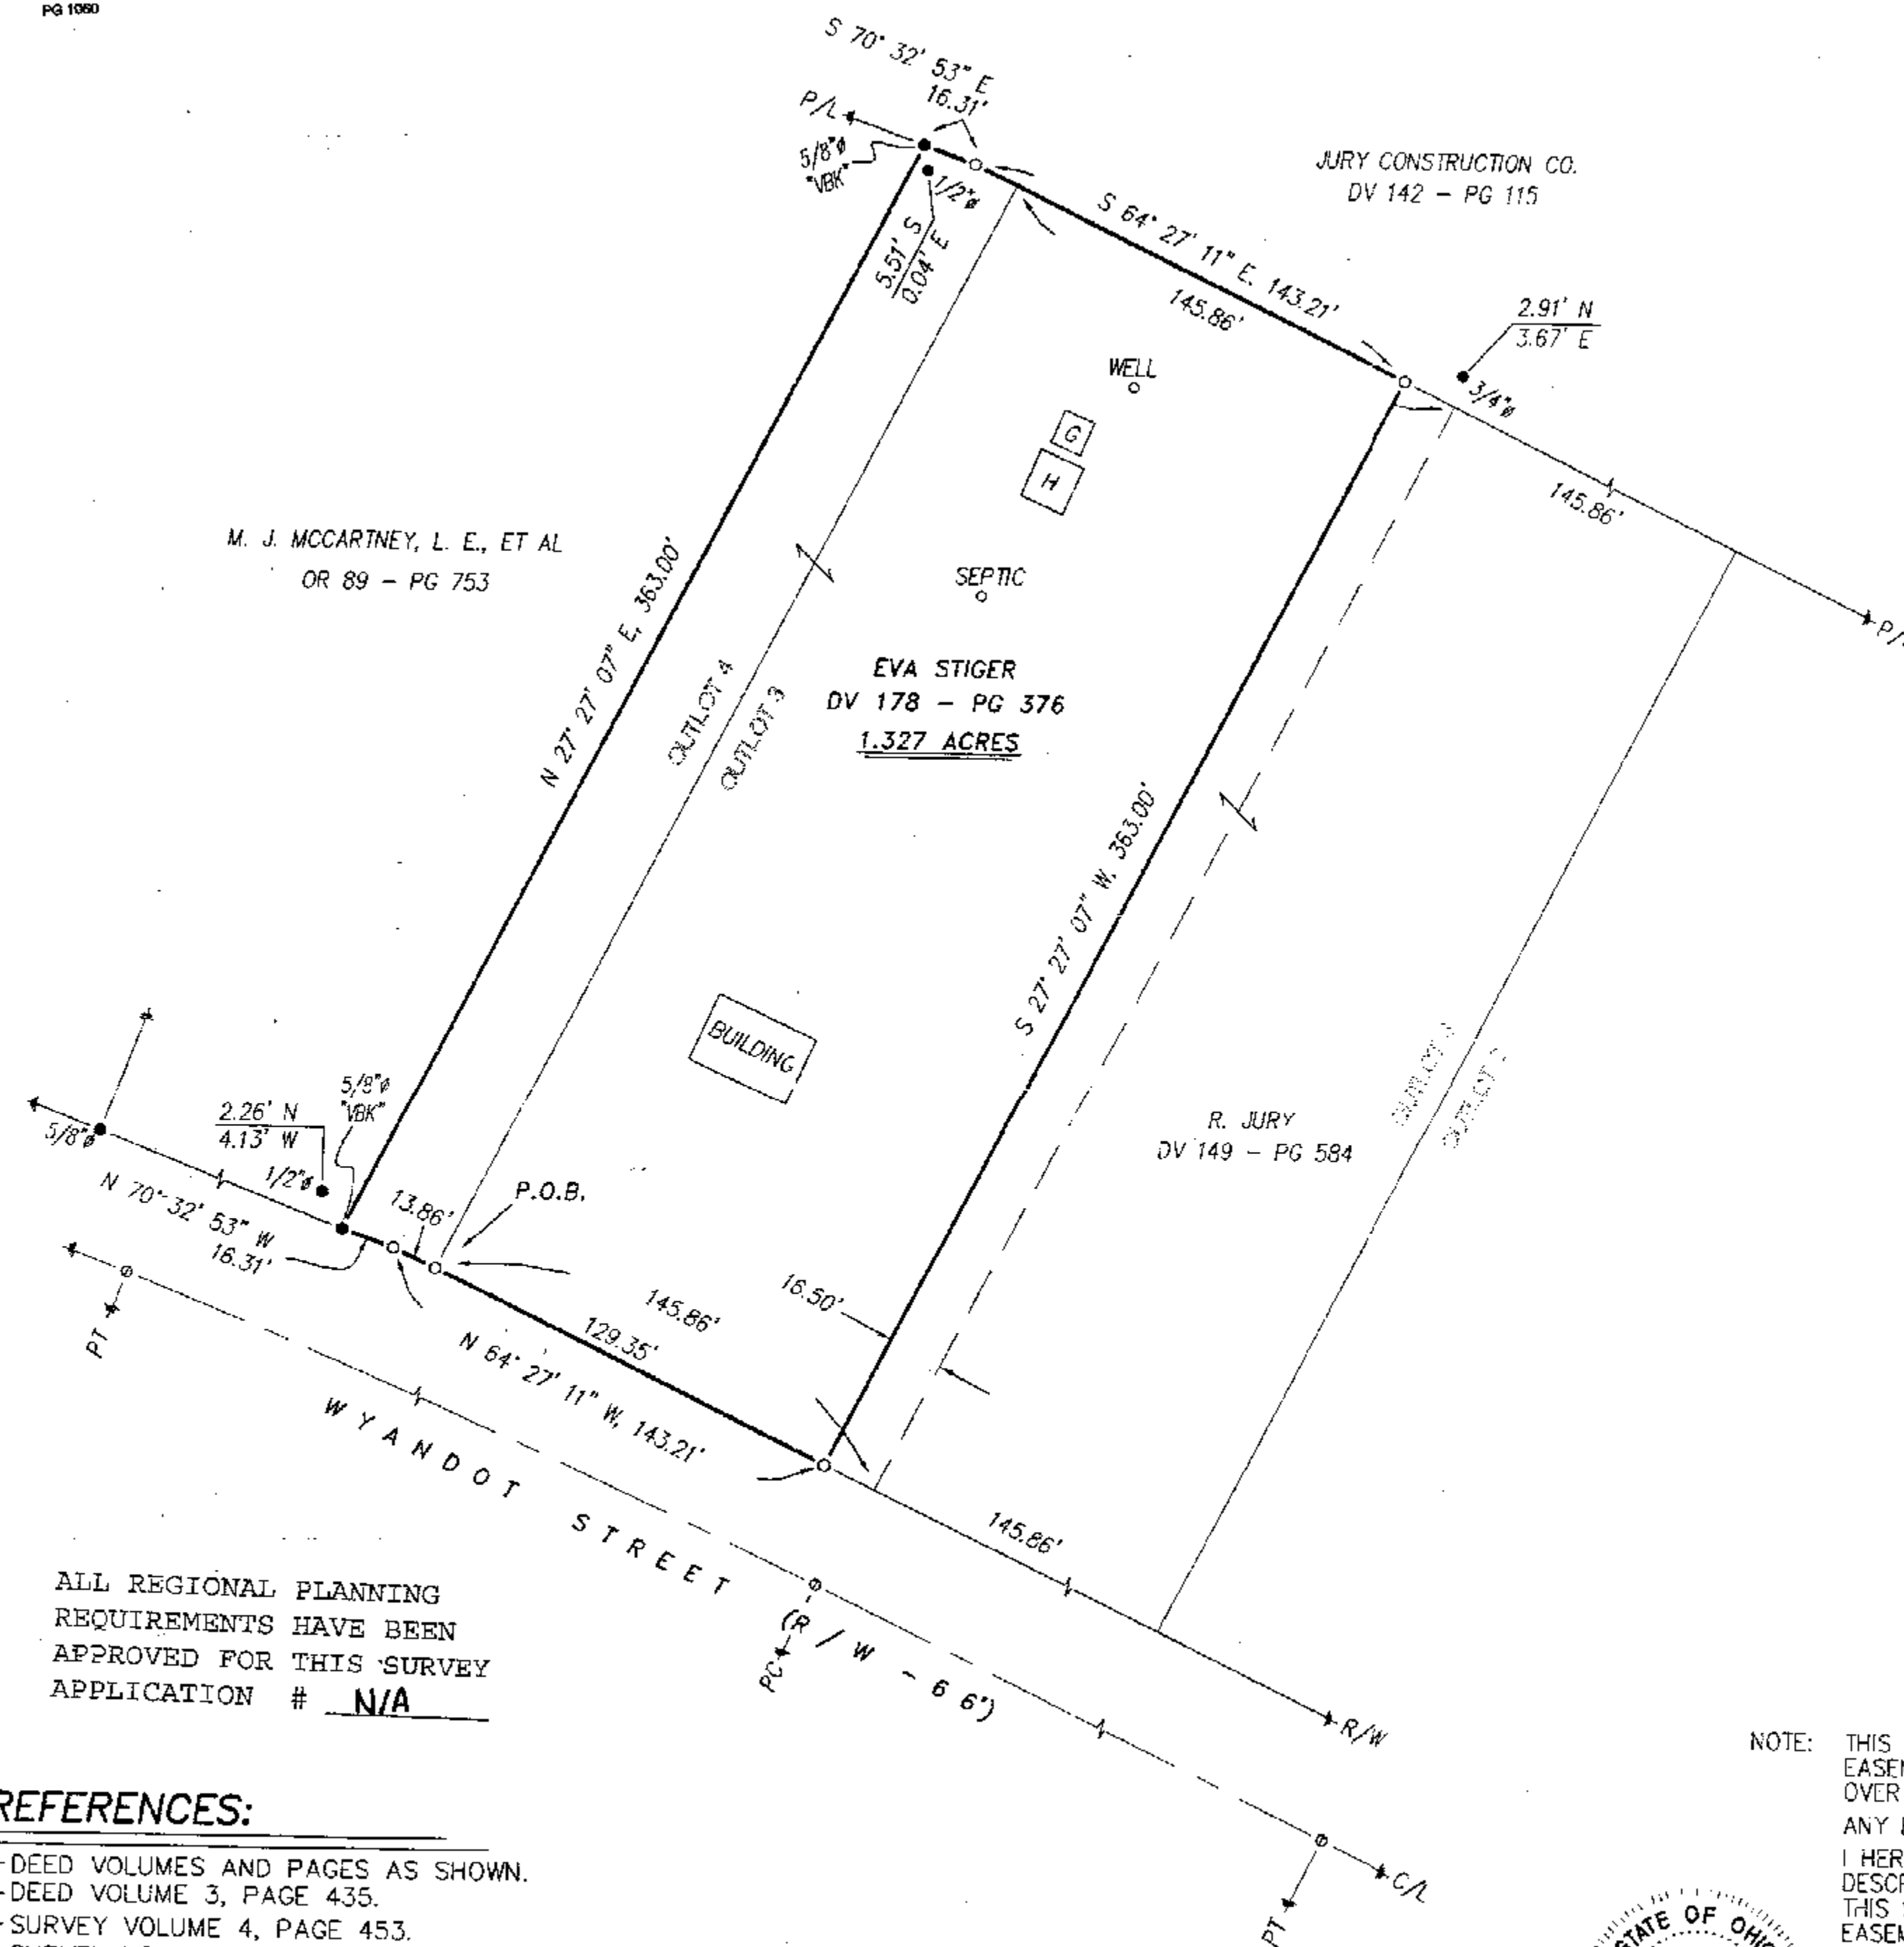 PG 1060
S 70° 32' 53" E
16.31'
P/L
5/8"ø
"VBK"
1/2"ø
5.51' S
0.04' E
JURY CONSTRUCTION CO.
DV 142 - PG 115
S 64° 27' 11" E, 143.21'
145.86'
2.91' N
3.67' E
3/4"ø
145.86'
WELL
G
H
M. J. MCCARTNEY, L. E., ET AL
OR 89 - PG 753
SEPTIC
N 27° 27' 07" E, 363.00'
OUTLOT 4
OUTLOT 3
EVA STIGER
DV 178 - PG 376
1.327 ACRES
S 27° 27' 07" W, 363.00'
BUILDING
5/8"ø
2.26' N
4.13' W
5/8"ø
"VBK"
1/2"ø
N 70° 32' 53" W
16.31'
13.86'
P.O.B.
R. JURY
DV 149 - PG 584
OUTLOT
OUTLOT
145.86'
129.35'
N 64° 27' 11" W, 143.21'
16.50'
PT
WYANDOT STREET (R/W - 66')
145.86'
PC
R/W
C/L
PT
ALL REGIONAL PLANNING
REQUIREMENTS HAVE BEEN
APPROVED FOR THIS SURVEY
APPLICATION # N/A
REFERENCES:
-DEED VOLUMES AND PAGES AS SHOWN.
-DEED VOLUME 3, PAGE 435.
-SURVEY VOLUME 4, PAGE 453.
NOTE: THIS
OVER
ANY
I HER
THIS
STATE OF OHIO